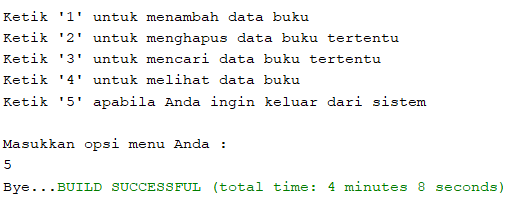 Ketik '1' untuk menambah data buku
Ketik '2' untuk menghapus data buku tertentu
Ketik '3' untuk mencari data buku tertentu
Ketik '4' untuk melihat data buku
Ketik '5' apabila Anda ingin keluar dari sistem
Masukkan opsi menu Anda :
5
Bye...BUILD SUCCESSFUL (total time: 4 minutes 8 seconds)